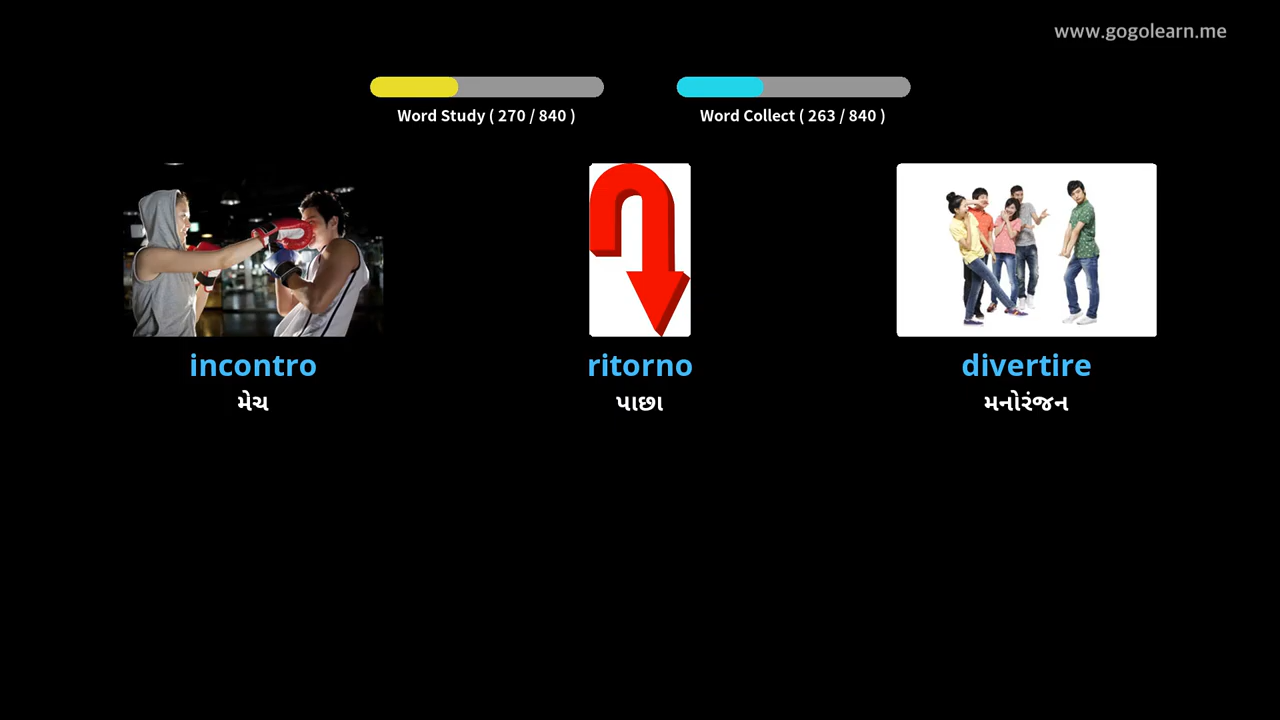 www.gogolearn.me
Word Study ( 270 / 840 )
Word Collect ( 263 / 840 )
incontro
ritorno
divertire
મેચ
પાછા
મનોરંજન